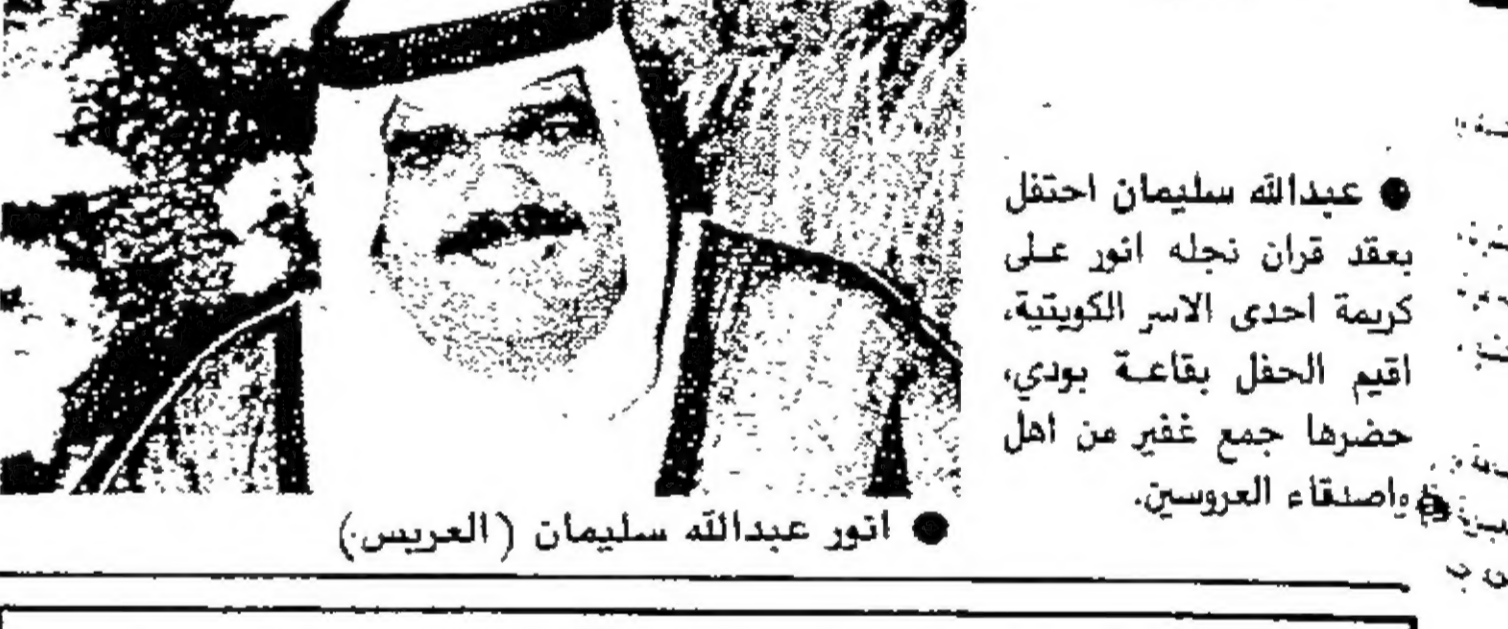 ● عبدالله سليمان احتفل
بعقد قران نجله انور على
كريمة احدى الاسر الكويتية،
اقيم الحفل بقاعة بودي،
حضرها جمع غفير من اهل
واصدقاء العروسين.
● انور عبدالله سليمان (العريس)